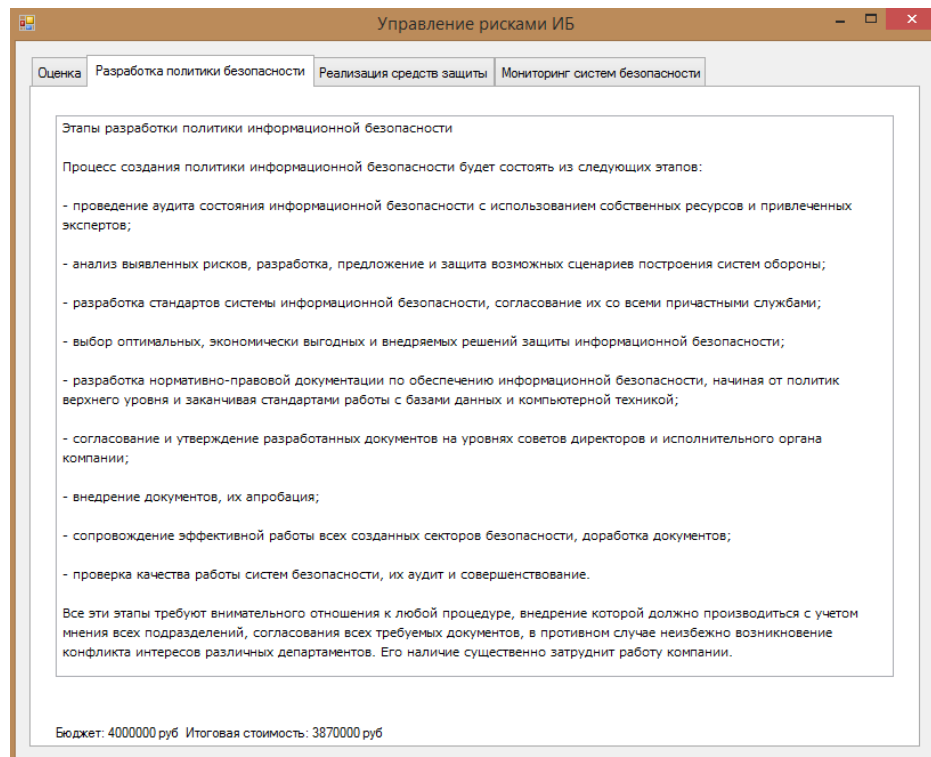 Управление рисками ИБ
Оценка Разработка политики безопасности Реализация средств защиты Мониторинг систем безопасности
Этапы разработки политики информационной безопасности
Процесс создания политики информационной безопасности будет состоять из следующих этапов:
- проведение аудита состояния информационной безопасности с использованием собственных ресурсов и привлеченных
экспертов;
- анализ выявленных рисков, разработка, предложение и защита возможных сценариев построения систем обороны;
- разработка стандартов системы информационной безопасности, согласование их со всеми причастными службами;
- выбор оптимальных, экономически выгодных и внедряемых решений защиты информационной безопасности;
- разработка нормативно-правовой документации по обеспечению информационной безопасности, начиная от политик
верхнего уровня и заканчивая стандартами работы с базами данных и компьютерной техникой;
- согласование и утверждение разработанных документов на уровнях советов директоров и исполнительного органа
компании;
- внедрение документов, их апробация;
- сопровождение эффективной работы всех созданных секторов безопасности, доработка документов;
- проверка качества работы систем безопасности, их аудит и совершенствование.
Все эти этапы требуют внимательного отношения к любой процедуре, внедрение которой должно производиться с учетом
мнения всех подразделений, согласования всех требуемых документов, в противном случае неизбежно возникновение
конфликта интересов различных департаментов. Его наличие существенно затруднит работу компании.
Бюджет: 4000000 руб Итоговая стоимость: 3870000 руб